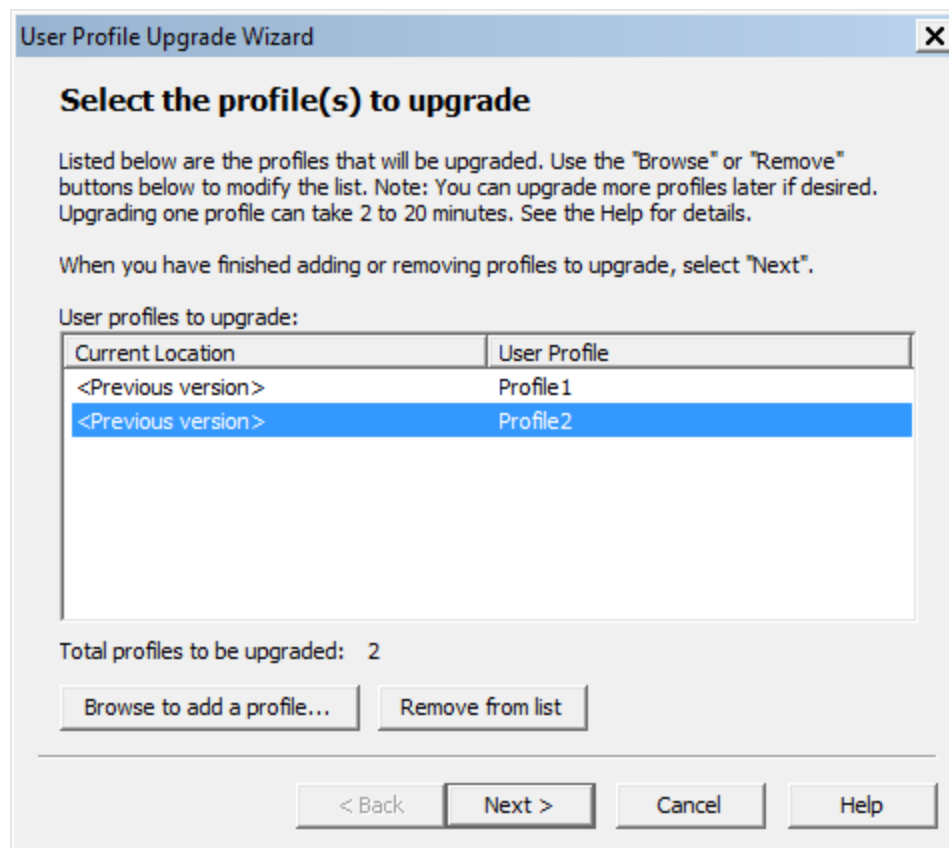 User Profile Upgrade Wizard
Select the profile(s) to upgrade
Listed below are the profiles that will be upgraded. Use the "Browse" or "Remove"
buttons below to modify the list. Note: You can upgrade more profiles later if desired.
Upgrading one profile can take 2 to 20 minutes. See the Help for details.
When you have finished adding or removing profiles to upgrade, select "Next".
User profiles to upgrade:
Current Location User Profile
<Previous version> Profile1
<Previous version> Profile2
Total profiles to be upgraded: 2
Browse to add a profile... Remove from list
< Back Next > Cancel Help